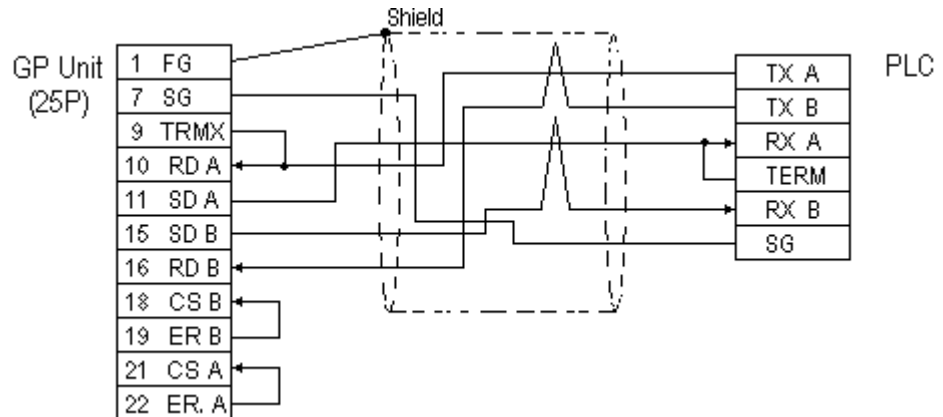 Shield
GP Unit
(25P)
1 FG
7 SG
9 TRMX
10 RD A
11 SD A
15 SD B
16 RD B
18 CS B
19 ER B
21 CS A
22 ER. A
PLC
TX A
TX B
RX A
TERM
RX B
SG